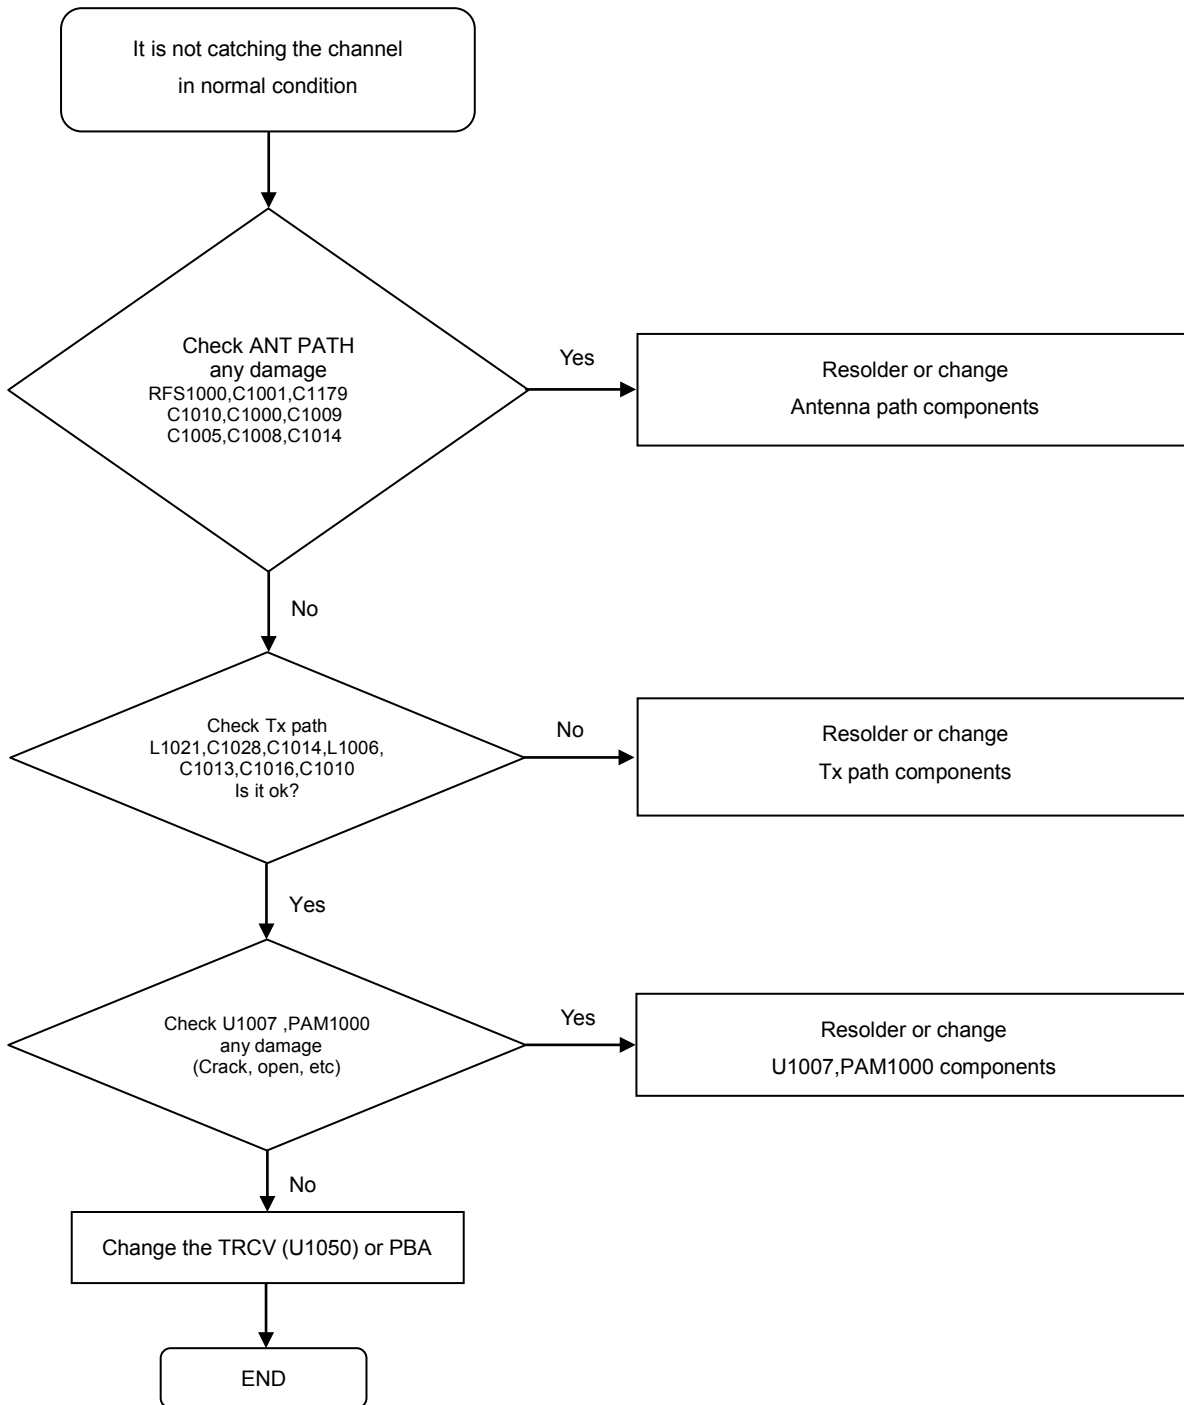 It is not catching the channel
in normal condition
Check ANT PATH
any damage
RFS1000,C1001,C1179
C1010,C1000,C1009
C1005,C1008,C1014
Yes
Resolder or change
Antenna path components
No
Check Tx path
L1021,C1028,C1014,L1006,
C1013,C1016,C1010
Is it ok?
No
Resolder or change
Tx path components
Yes
Check U1007 ,PAM1000
any damage
(Crack, open, etc)
Yes
Resolder or change
U1007,PAM1000 components
No
Change the TRCV (U1050) or PBA
END